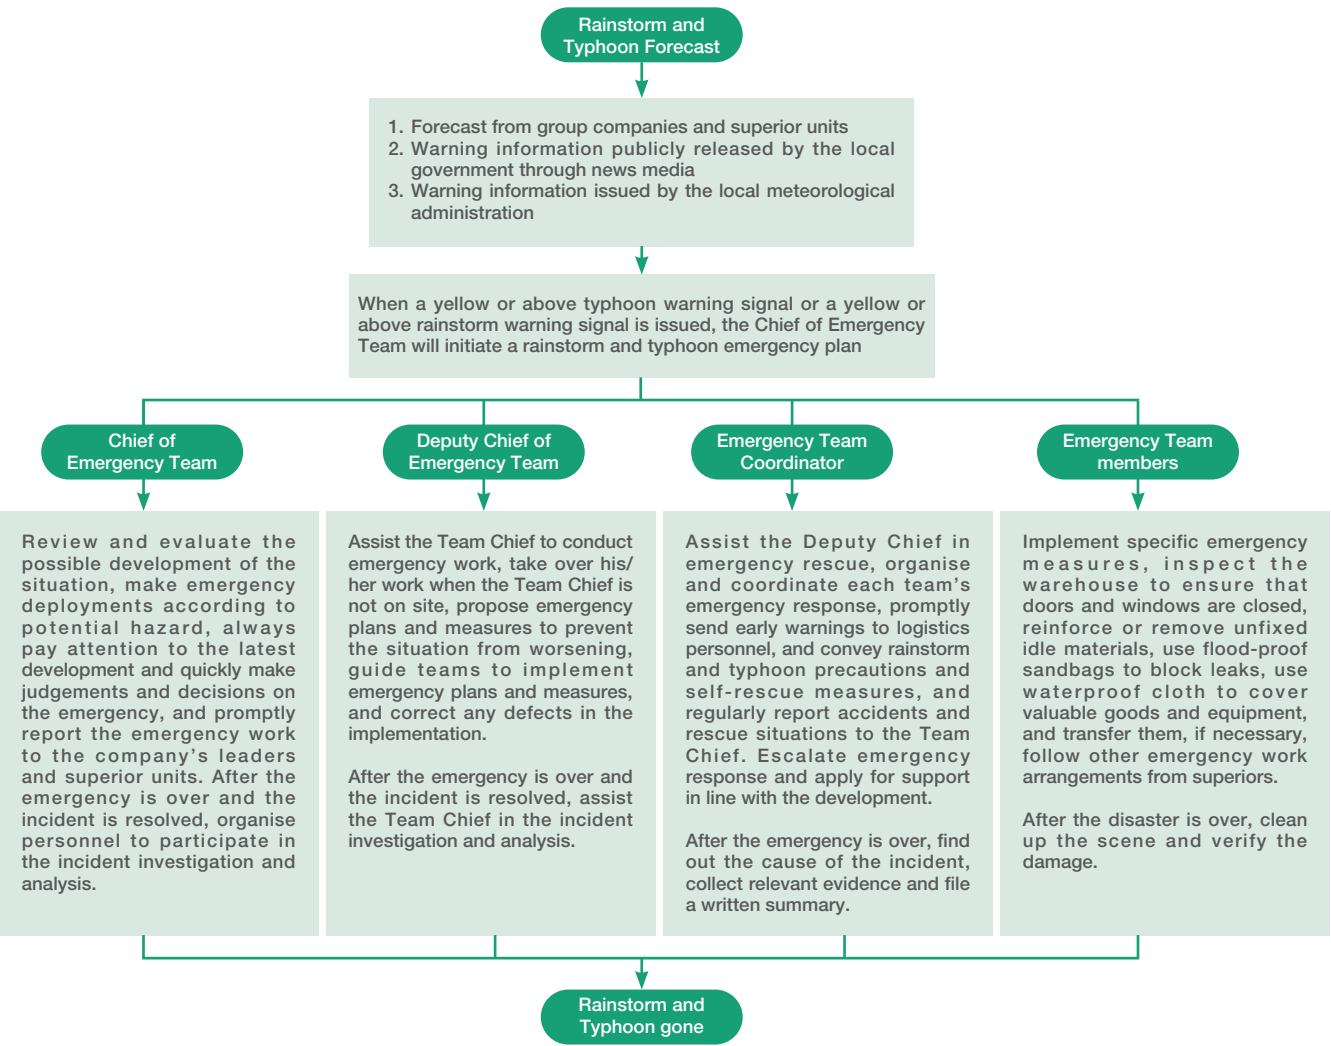 Rainstorm and
Typhoon Forecast
1. Forecast from group companies and superior units
2. Warning information publicly released by the local
government through news media
3. Warning information issued by the local meteorological
administration
When a yellow or above typhoon warning signal or a yellow or
above rainstorm warning signal is issued, the Chief of Emergency
Team will initiate a rainstorm and typhoon emergency plan
Chief of
Emergency Team
Review and evaluate the
possible development of the
situation, make emergency
deployments according to
potential hazard, always
pay attention to the latest
development and quickly make
judgements and decisions on
the emergency, and promptly
report the emergency work
to the company's leaders
and superior units. After the
emergency is over and the
incident is resolved, organise
personnel to participate in
the incident investigation and
analysis.
Deputy Chief of
Emergency Team
Assist the Team Chief to conduct
emergency work, take over his/
her work when the Team Chief is
not on site, propose emergency
plans and measures to prevent
the situation from worsening,
guide teams to implement
emergency plans and measures,
and correct any defects in the
implementation.
After the emergency is over and
the incident is resolved, assist
the Team Chief in the incident
investigation and analysis.
Emergency Team
Coordinator
Assist the Deputy Chief in
emergency rescue, organise
and coordinate each team's
emergency response, promptly
send early warnings to logistics
personnel, and convey rainstorm
and typhoon precautions and
self-rescue measures, and
regularly report accidents and
rescue situations to the Team
Chief. Escalate emergency
response and apply for support
in line with the development.
After the emergency is over, find
out the cause of the incident,
collect relevant evidence and file
a written summary.
Emergency Team
members
Implement specific emergency
measures, inspect the
warehouse to ensure that
doors and windows are closed,
reinforce or remove unfixed
idle materials, use flood-proof
sandbags to block leaks, use
waterproof cloth to cover
valuable goods and equipment,
and transfer them, if necessary,
follow other emergency work
arrangements from superiors.
After the disaster is over, clean
up the scene and verify the
damage.
Rainstorm and
Typhoon gone